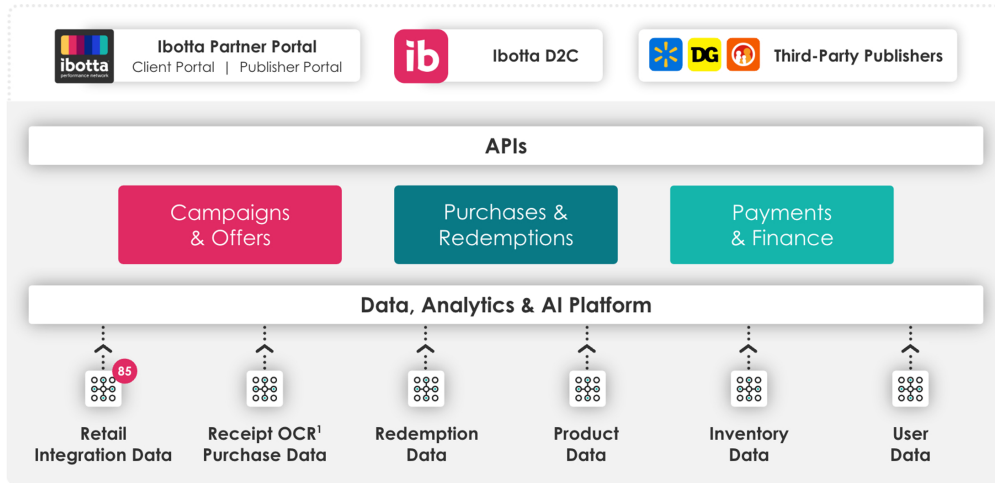 ibotta
performance network
Ibotta Partner Portal
Client Portal | Publisher Portal
ib
Ibotta D2C
DG
Third-Party Publishers
APIs
Campaigns
& Offers
Purchases &
Redemptions
Payments
& Finance
Data, Analytics & AI Platform
85
Retail
Integration Data
Receipt OCR¹
Purchase Data
Redemption
Data
Product
Data
Inventory
Data
User
Data